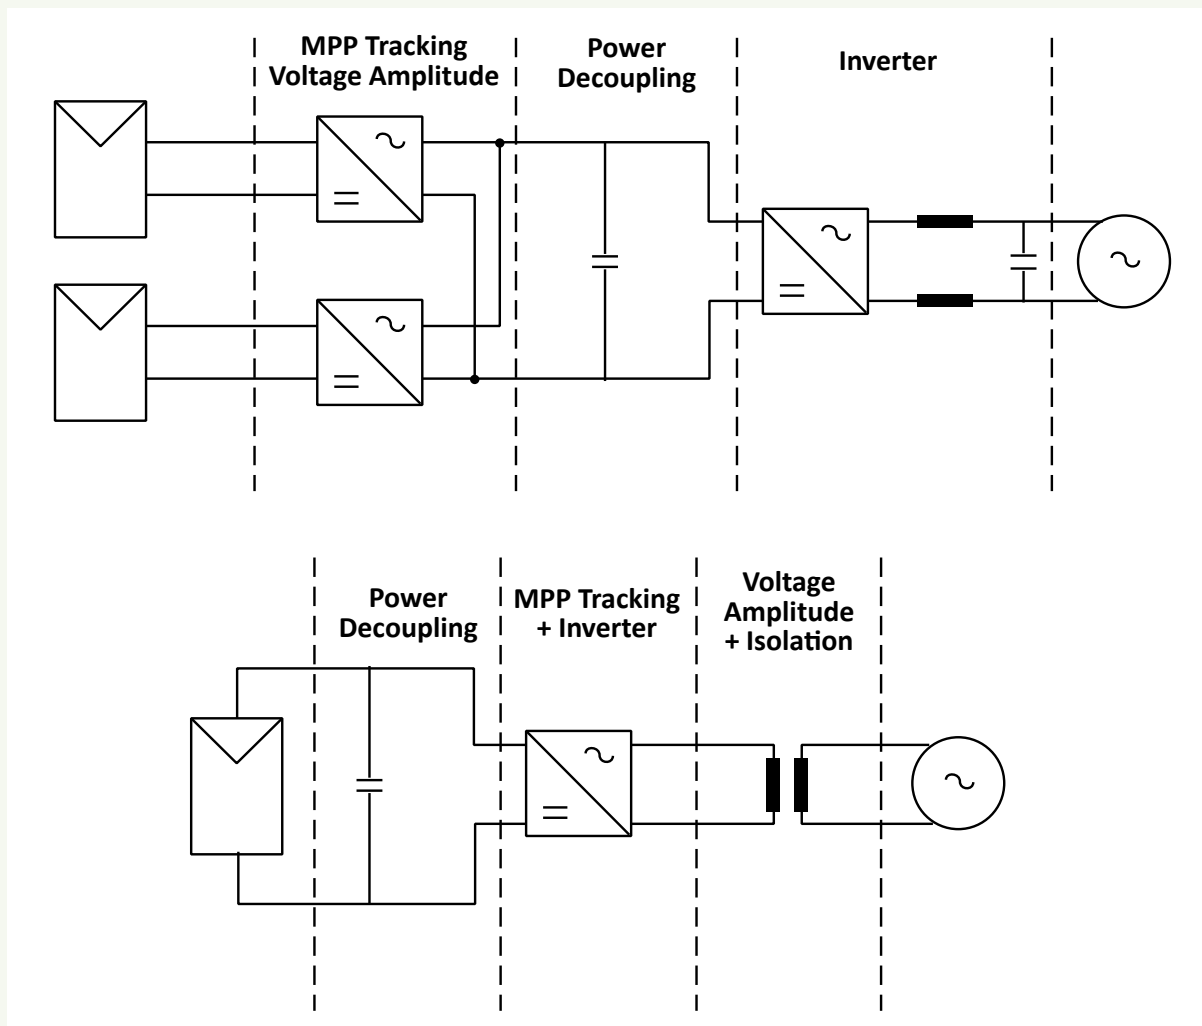 MPP Tracking
Voltage Amplitude
Power
Decoupling
Inverter
Power
Decoupling
MPP Tracking
+ Inverter
Voltage
Amplitude
+ Isolation